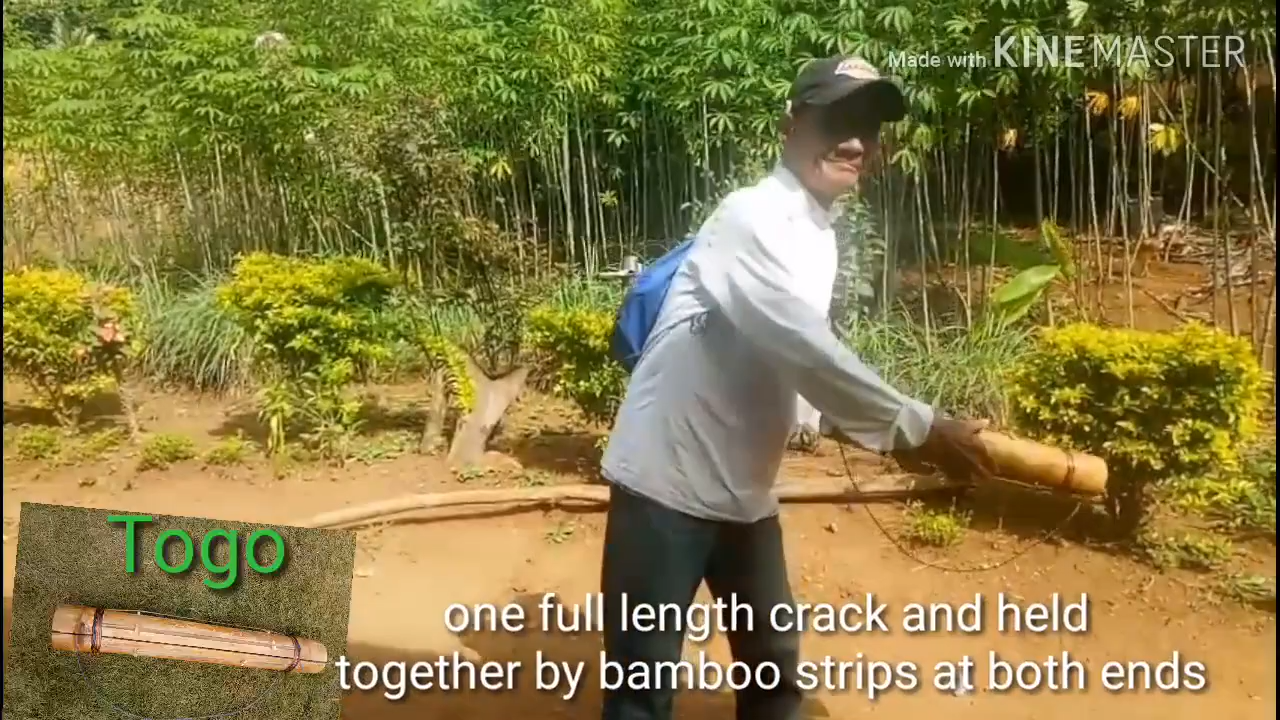 Made with KINEMASTER
Togo
one full length crack and held
together by bamboo strips at both ends